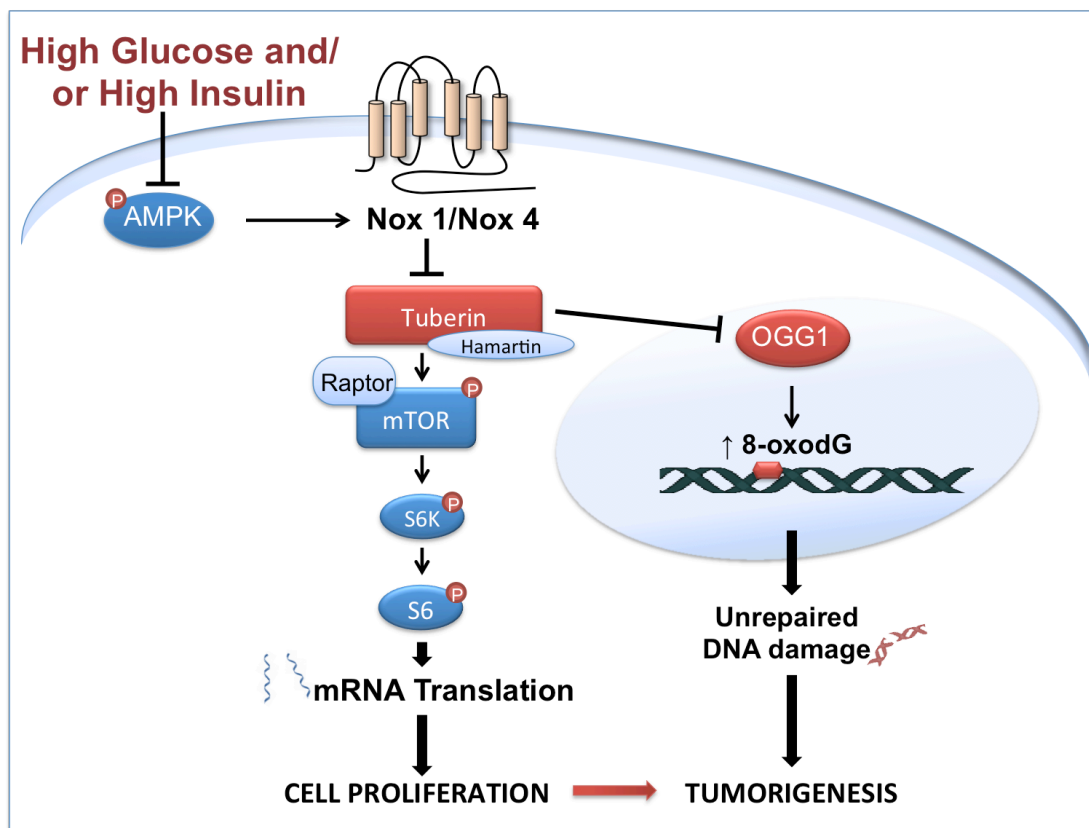 High Glucose and/
or High Insulin
P
AMPK
Nox 1/Nox 4
Tuberin
Hamartin
OGG1
Raptor
P
mTOR
↑ 8-oxodG
P
S6K
P
S6
Unrepaired
DNA damage
mRNA Translation
CELL PROLIFERATION
TUMORIGENESIS